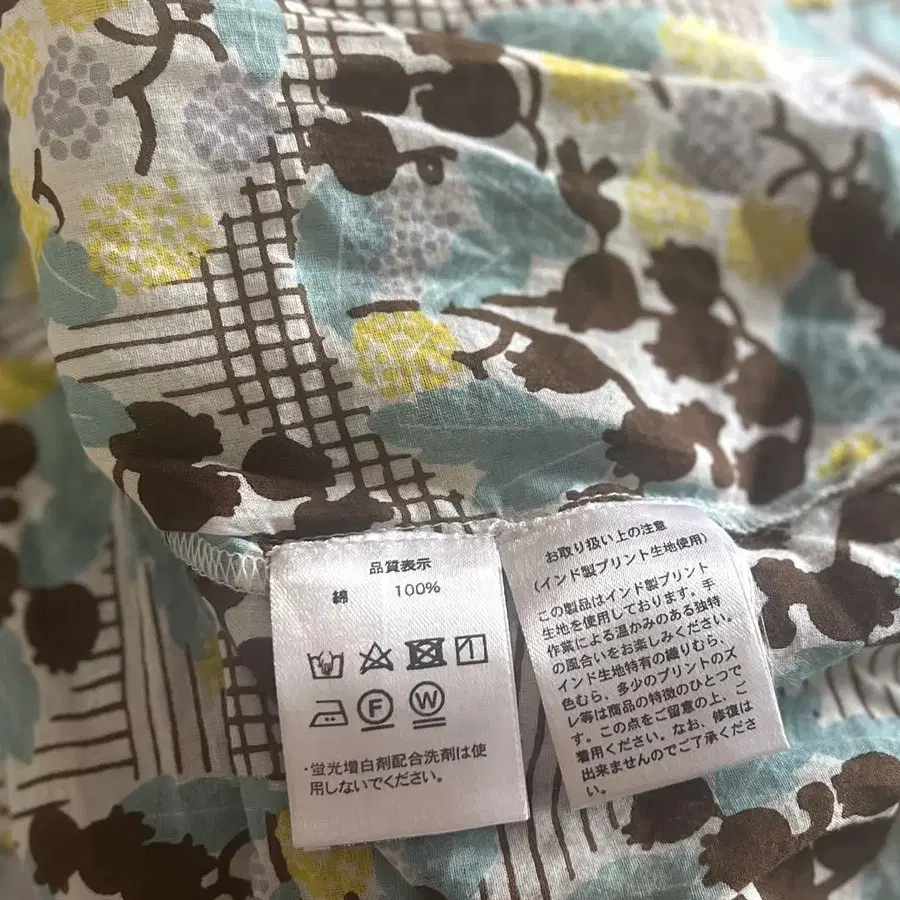 品質表示
綿 100%
F W
・蛍光増白剤配合洗剤は使
用しないでください。
お取り扱い上の注意
(インド製プリント生地使用)
この製品はインド製プリント
生地を使用しております。手
作業による温かみのある独特
の風合いをお楽しみください。
インド生地特有の織りむら、
色むら、多少のプリントのズ
レ等は商品の特徴のひとつで
す。この点をご留意の上、ご
着用ください。なお、修復は
出来ませんのでご了承くださ
い。